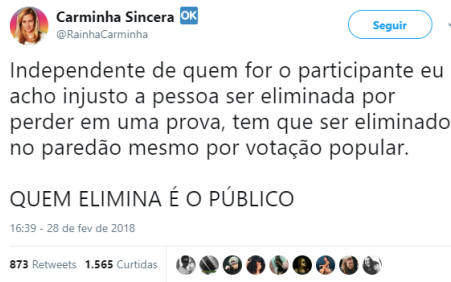 Carminha Sincera 🆗
@RainhaCarminha
Seguir
Independente de quem for o participante eu
acho injusto a pessoa ser eliminada por
perder em uma prova, tem que ser eliminado
no paredão mesmo por votação popular.
QUEM ELIMINA É O PÚBLICO
16:39 - 28 de fev de 2018
873 Retweets 1.565 Curtidas